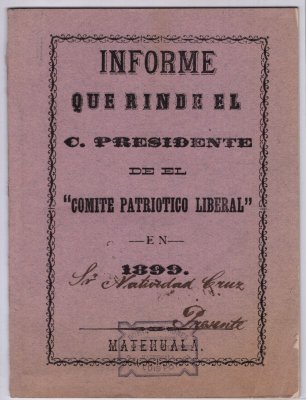 INFORME
QUE RINDE EL
C. PRESIDENTE
DE EL
"COMITE PATRIOTICO LIBERAL"
—EN—
1899.
Sr Natividad Cruz
Presente
MATEHUALA.